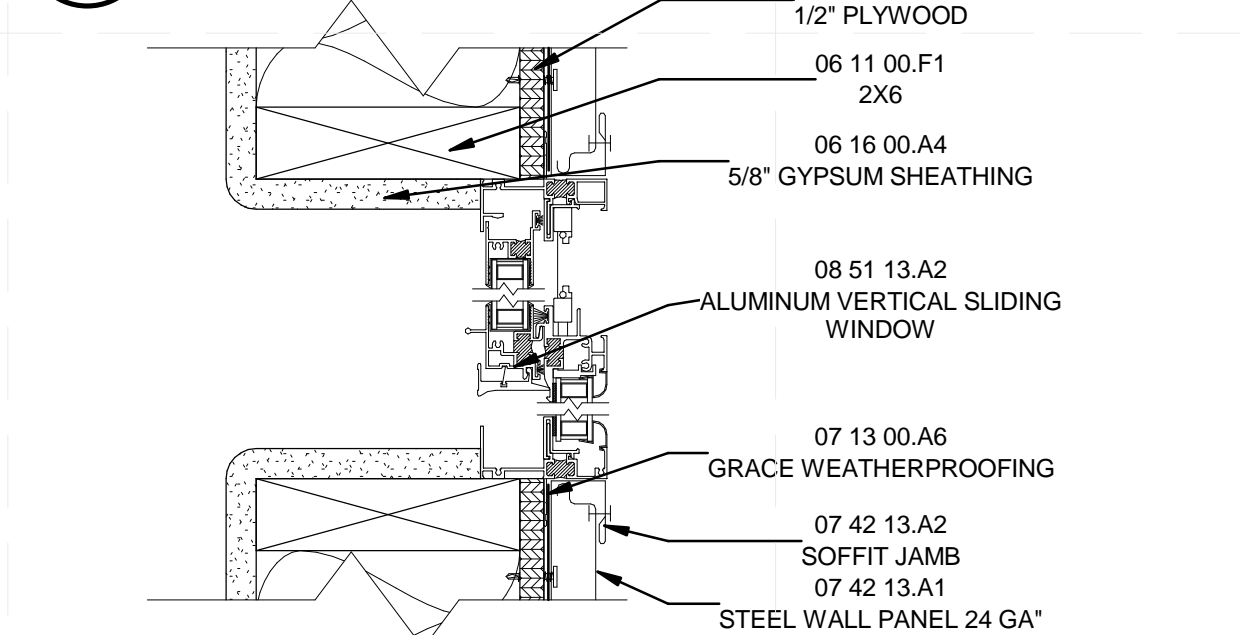 1/2" PLYWOOD
06 11 00.F1
2X6
06 16 00.A4
5/8" GYPSUM SHEATHING
08 51 13.A2
ALUMINUM VERTICAL SLIDING
WINDOW
07 13 00.A6
GRACE WEATHERPROOFING
07 42 13.A2
SOFFIT JAMB
07 42 13.A1
STEEL WALL PANEL 24 GA"